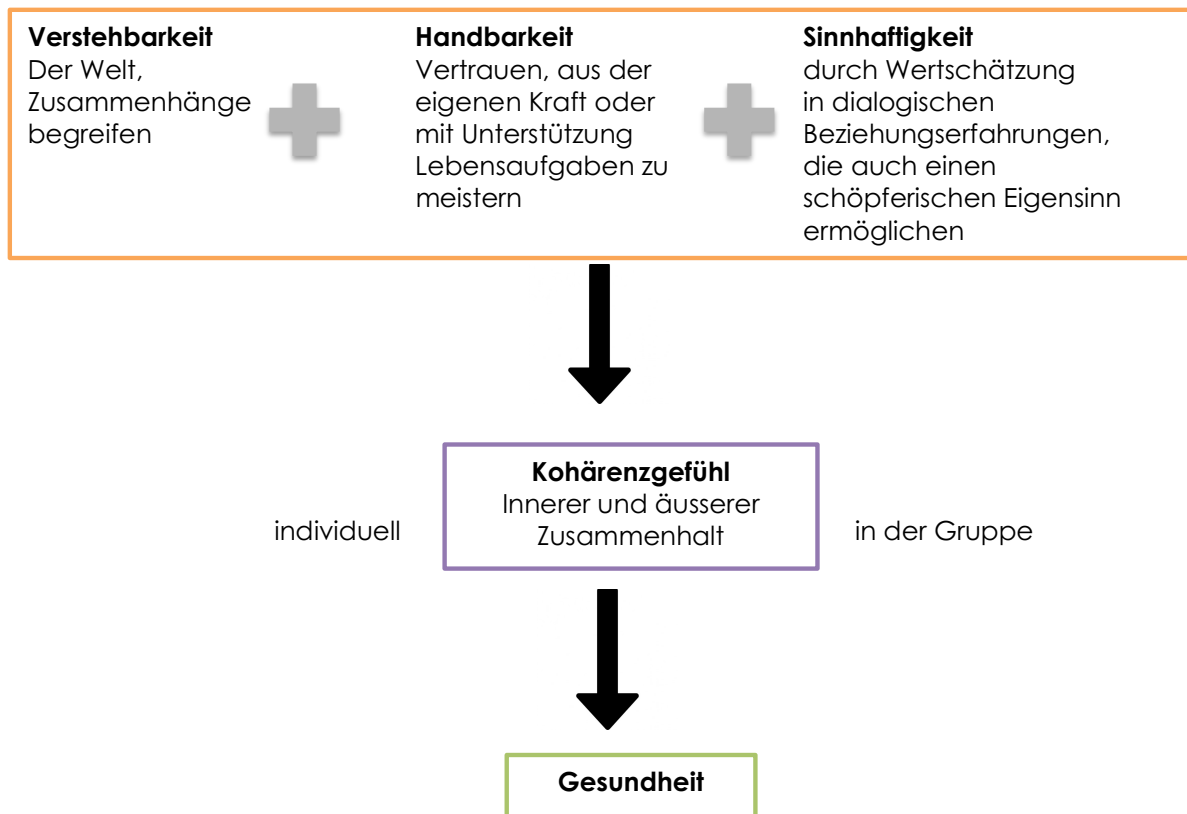 Verstehbarkeit
Der Welt,
Zusammenhänge
begreifen
Handbarkeit
Vertrauen, aus der
eigenen Kraft oder
mit Unterstützung
Lebensaufgaben zu
meistern
Sinnhaftigkeit
durch Wertschätzung
in dialogischen
Beziehungserfahrungen,
die auch einen
schöpferischen Eigensinn
ermöglichen
Kohärenzgefühl
Innerer und äusserer
Zusammenhalt
individuell
in der Gruppe
Gesundheit